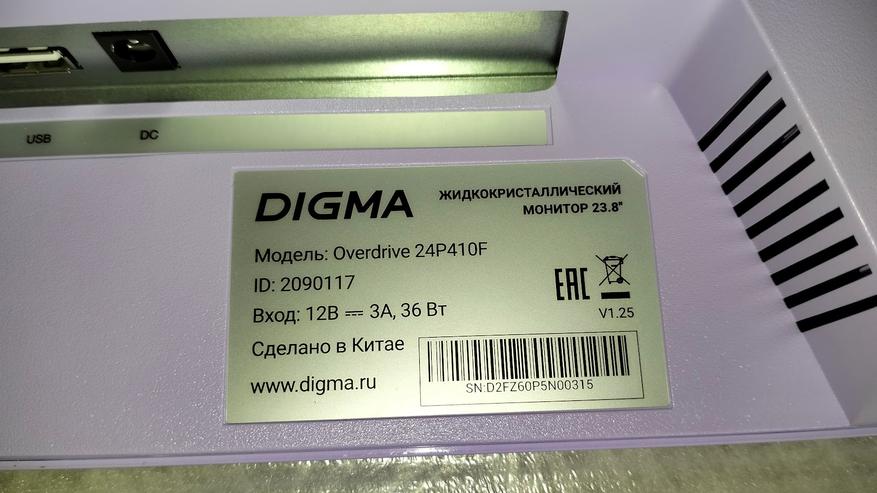 USB DC
DIGMA
ЖИДКОКРИСТАЛЛИЧЕСКИЙ
МОНИТОР 23.8"
Модель: Overdrive 24P410F
ID: 2090117
Вход: 12В ⎓ 3А, 36 Вт
EAC
V1.25
Сделано в Китае
www.digma.ru
SN:D2FZ60P5N00315